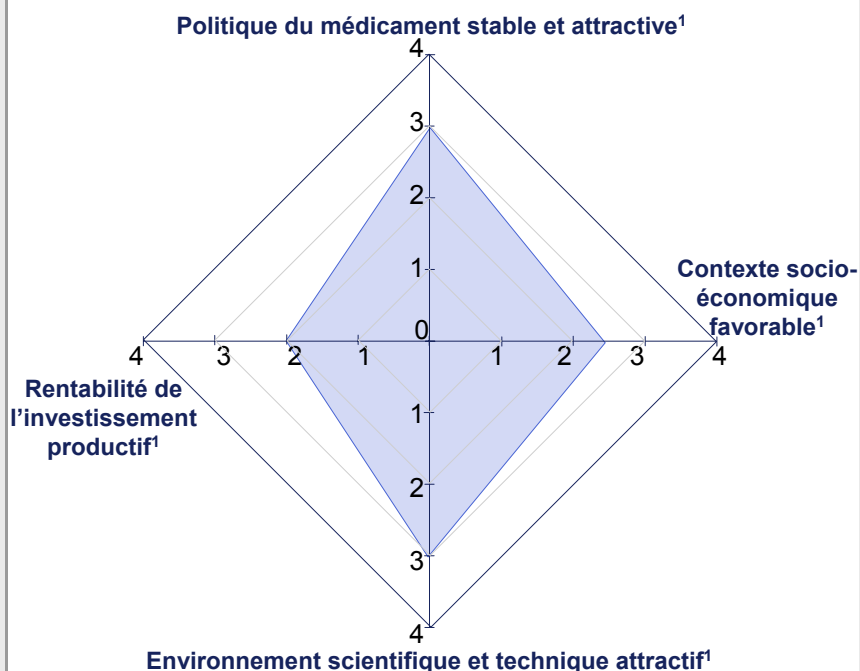 Politique du médicament stable et attractive¹
4
3
2
1
Contexte socio-
économique
favorable¹
0
4 3 2 1 1 2 3 4
Rentabilité de
l’investissement
productif¹
1
2
3
4
Environnement scientifique et technique attractif¹